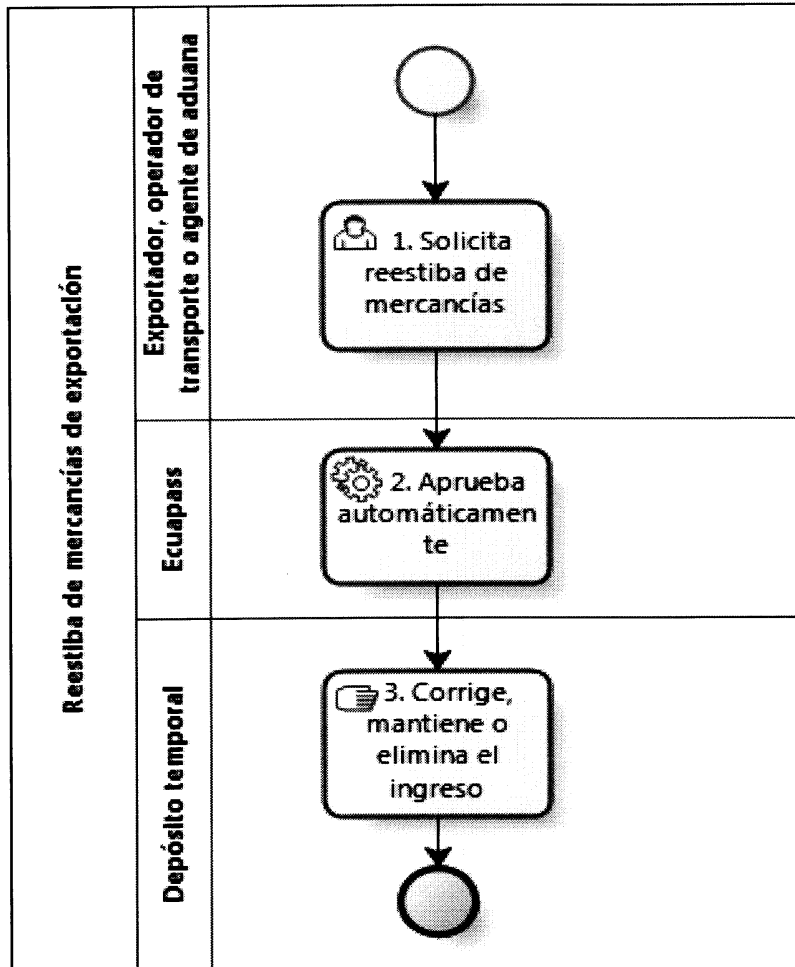 Reestiba de mercancías de exportación
Exportador, operador de
transporte o agente de aduana
1. Solicita
reestiba de
mercancías
Ecuapass
2. Aprueba
automáticamen
te
Depósito temporal
3. Corrige,
mantiene o
elimina el
ingreso